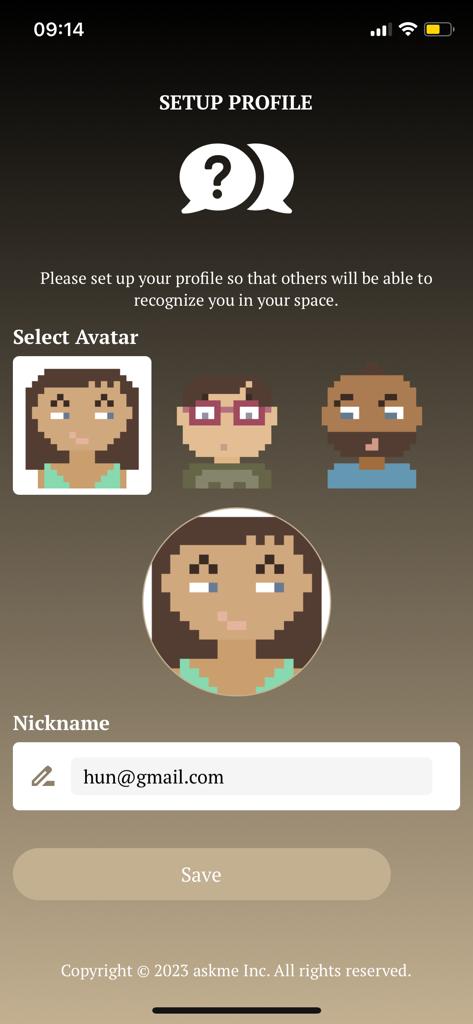 09:14
SETUP PROFILE
?
Please set up your profile so that others will be able to
recognize you in your space.
Select Avatar
Nickname
hun@gmail.com
Save
Copyright © 2023 askme Inc. All rights reserved.